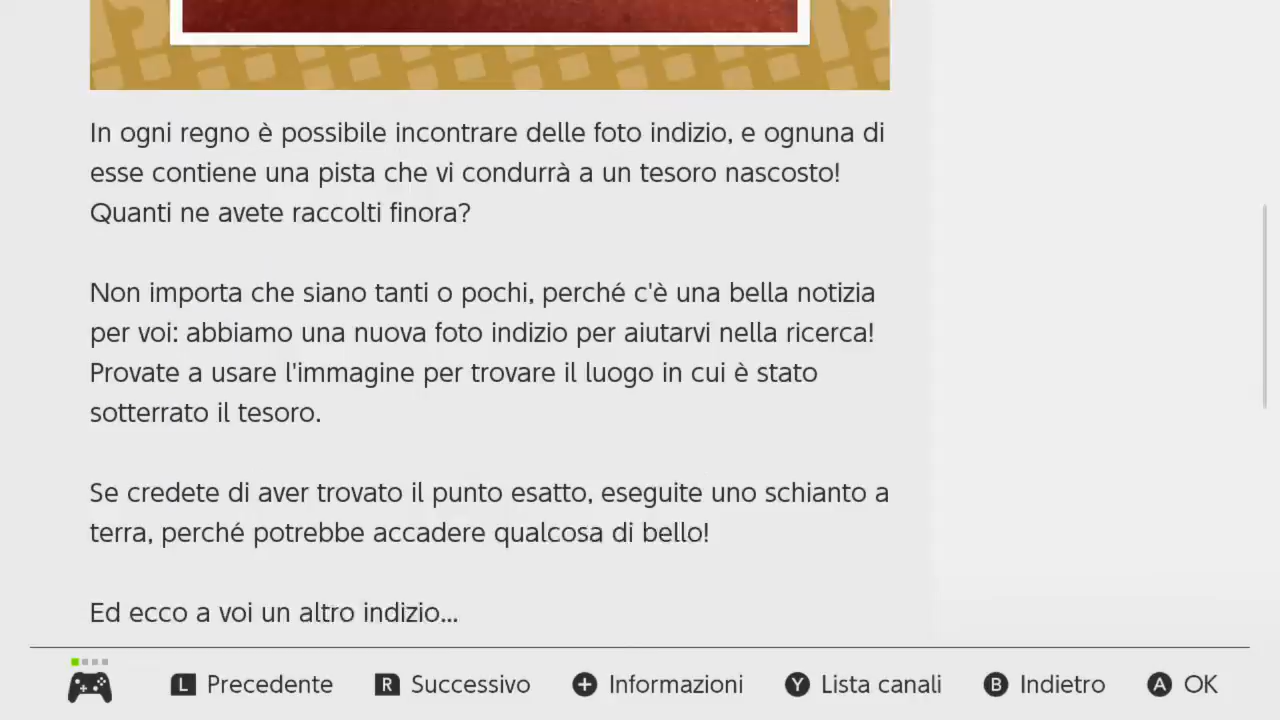 In ogni regno è possibile incontrare delle foto indizio, e ognuna di
esse contiene una pista che vi condurrà a un tesoro nascosto!
Quanti ne avete raccolti finora?
Non importa che siano tanti o pochi, perché c'è una bella notizia
per voi: abbiamo una nuova foto indizio per aiutarvi nella ricerca!
Provate a usare l'immagine per trovare il luogo in cui è stato
sotterrato il tesoro.
Se credete di aver trovato il punto esatto, eseguite uno schianto a
terra, perché potrebbe accadere qualcosa di bello!
Ed ecco a voi un altro indizio...
L Precedente R Successivo + Informazioni Y Lista canali B Indietro A OK